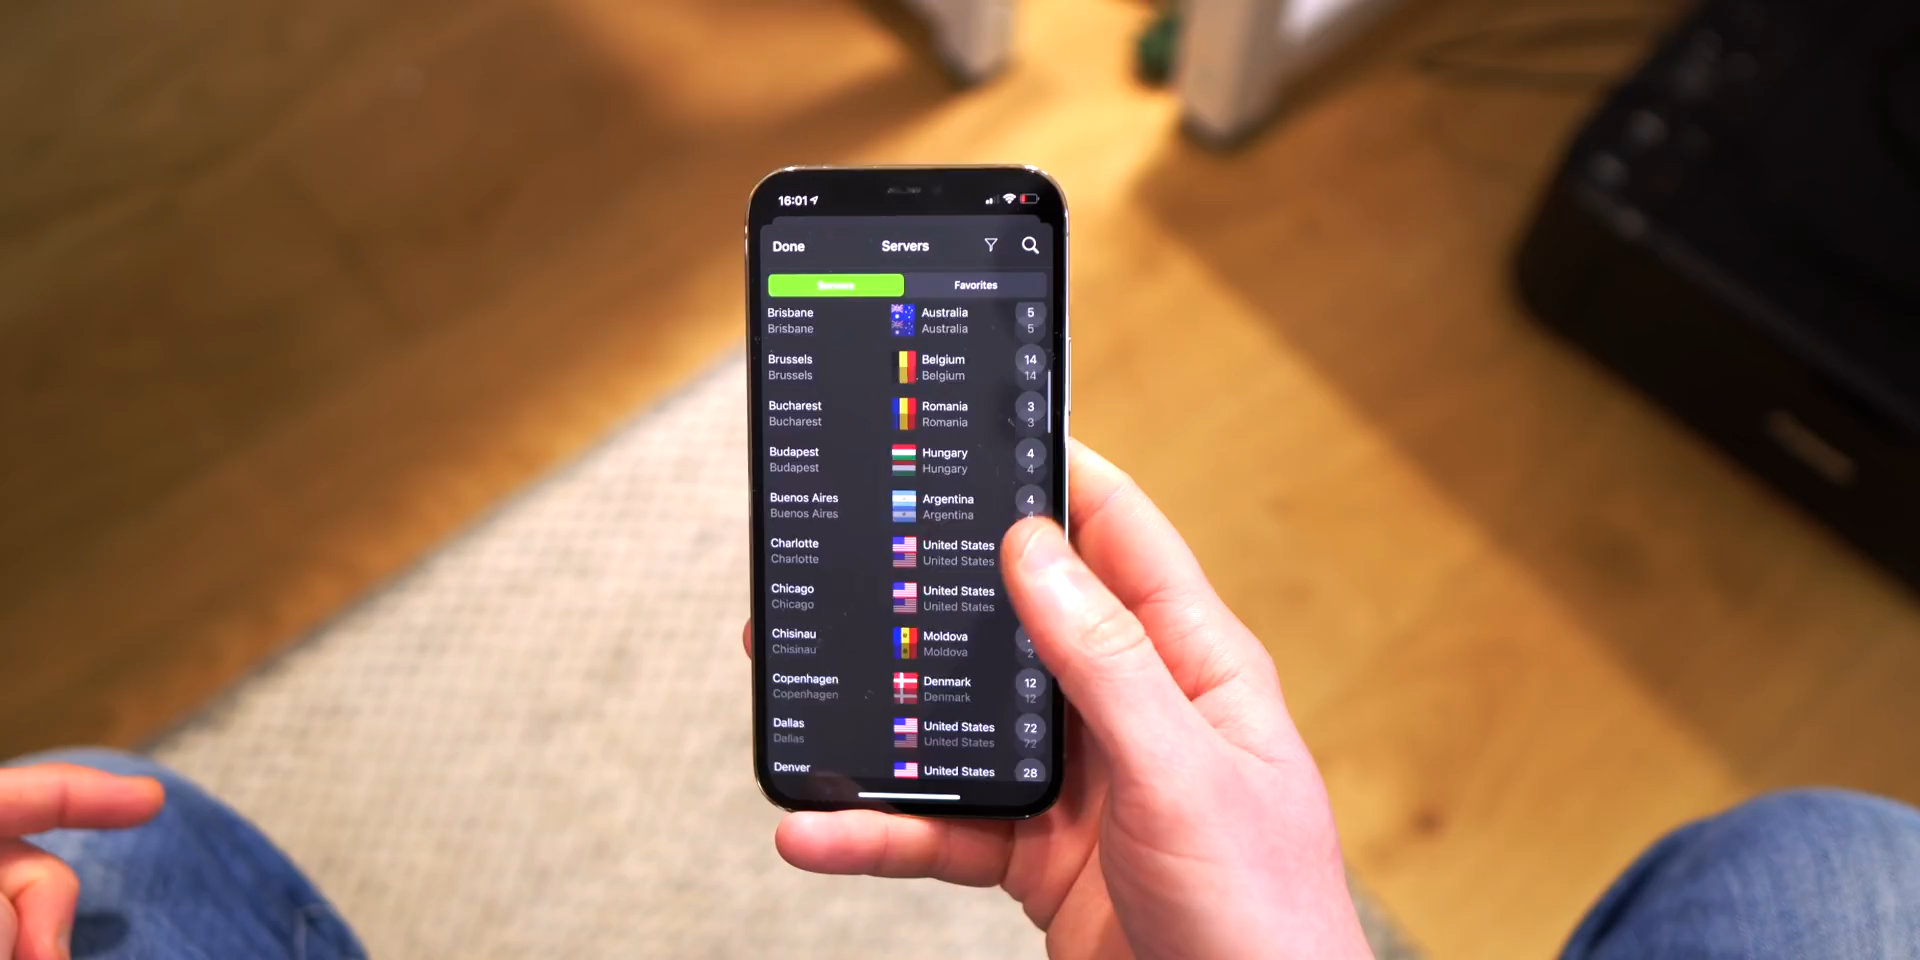 16:01
Done Servers
Servers Favorites
Brisbane Australia 5
Brisbane Australia 5
Brussels Belgium 14
Brussels Belgium 14
Bucharest Romania 3
Bucharest Romania 3
Budapest Hungary 4
Budapest Hungary 4
Buenos Aires Argentina 4
Buenos Aires Argentina
Charlotte United States
Charlotte United States
Chicago United States
Chicago United States
Chisinau Moldova
Chisinau Moldova 2
Copenhagen Denmark 12
Copenhagen Denmark 12
Dallas United States 72
Dallas United States 72
Denver United States 28